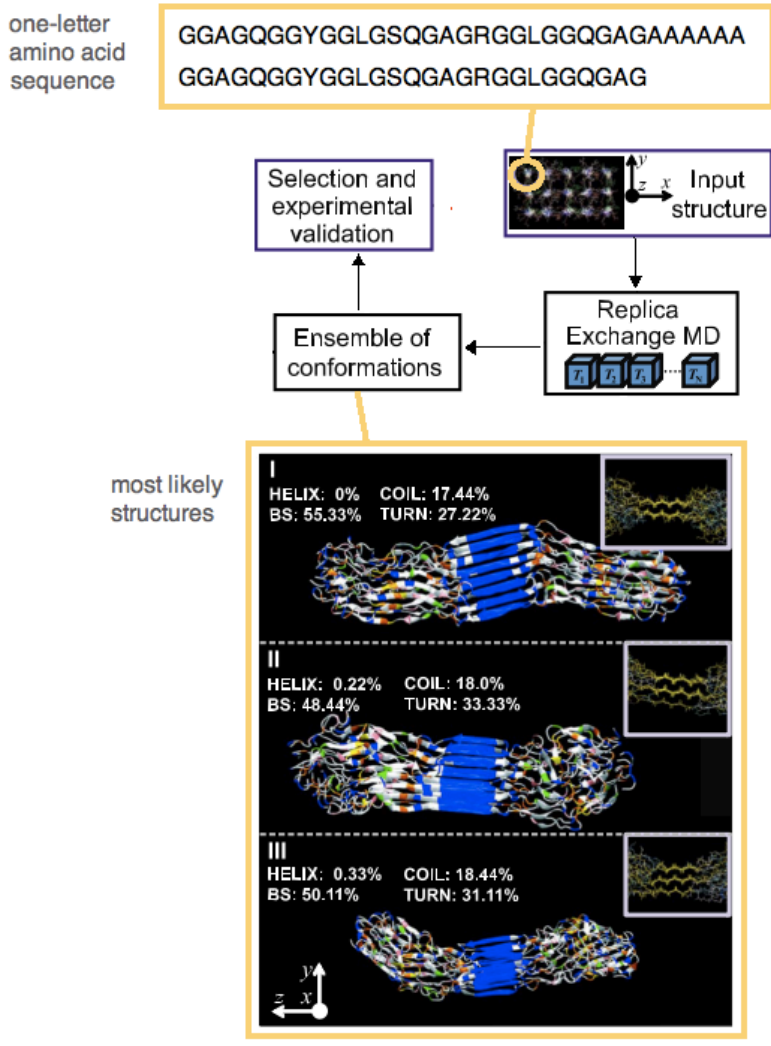 one-letter
amino acid
sequence
GGAGQGGYGGLGSQGAGRGGLGGQGAGAAAAAA
GGAGQGGYGGLGSQGAGRGGLGGQGAG
Selection and
experimental
validation
y
z x
Input
structure
Ensemble of
conformations
Replica
Exchange MD
T1 T2 T3 ..... TN
most likely
structures
I
HELIX: 0% COIL: 17.44%
BS: 55.33% TURN: 27.22%
II
HELIX: 0.22% COIL: 18.0%
BS: 48.44% TURN: 33.33%
III
HELIX: 0.33% COIL: 18.44%
BS: 50.11% TURN: 31.11%
y
z x